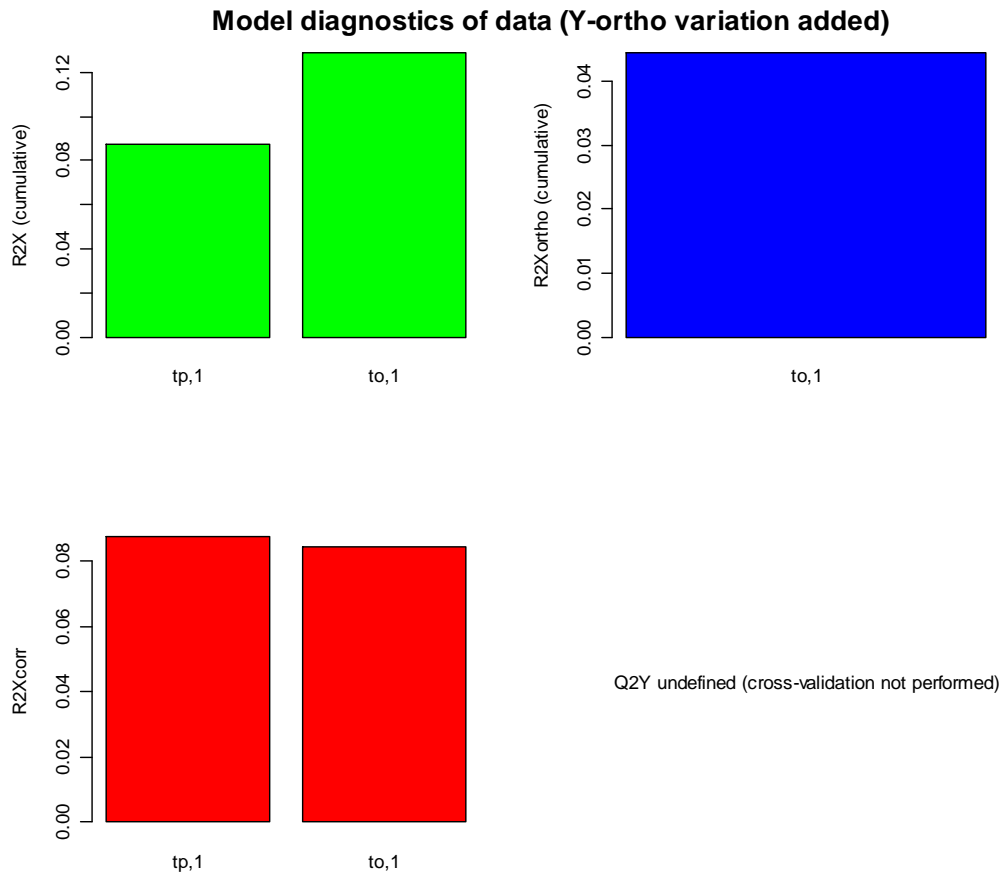 Model diagnostics of data (Y-ortho variation added)
R2X (cumulative)
0.12
0.08
0.04
0.00
tp,1
to,1
R2Xortho (cumulative)
0.04
0.03
0.02
0.01
0.00
to,1
R2Xcorr
0.08
0.06
0.04
0.02
0.00
tp,1
to,1
Q2Y undefined (cross-validation not performed)